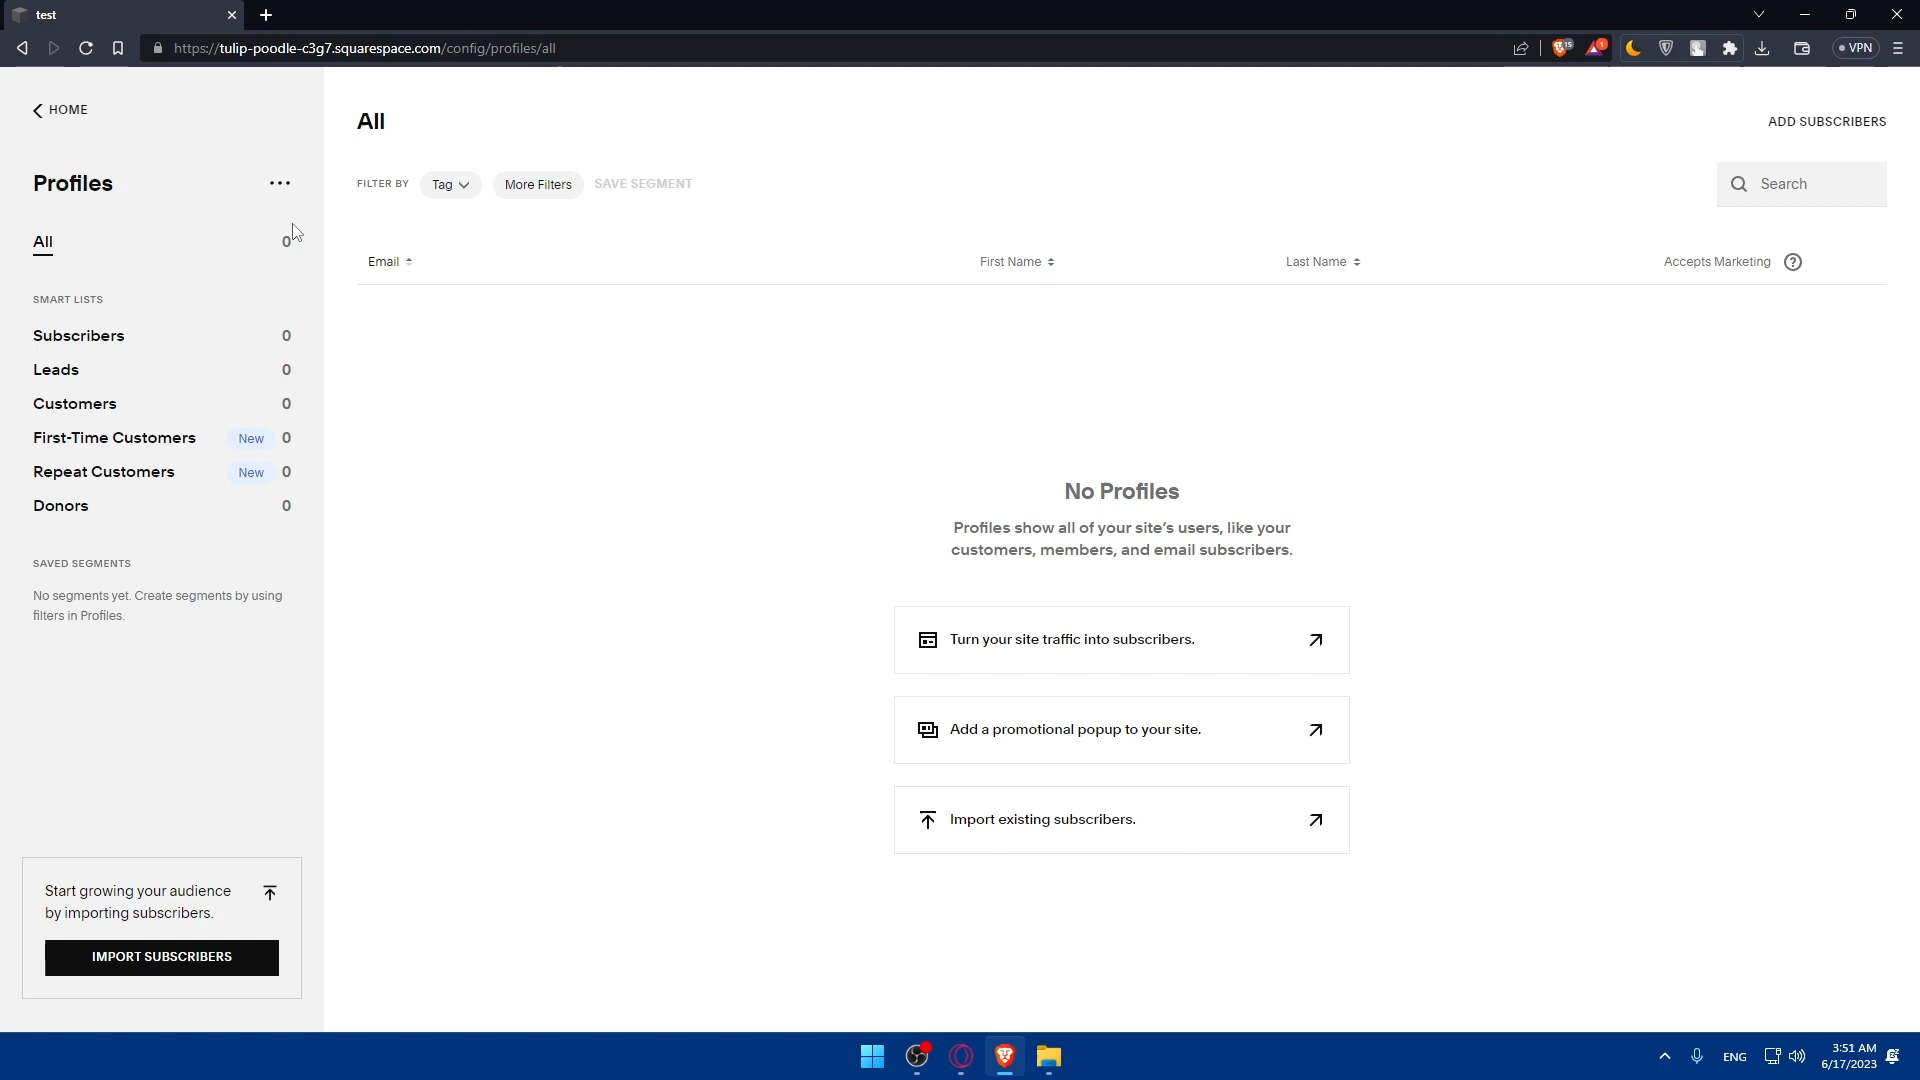 test
https://tulip-poodle-c3g7.squarespace.com/config/profiles/all
15
1
VPN
HOME
Profiles
All 0
SMART LISTS
Subscribers 0
Leads 0
Customers 0
First-Time Customers New 0
Repeat Customers New 0
Donors 0
SAVED SEGMENTS
No segments yet. Create segments by using
filters in Profiles.
Start growing your audience
by importing subscribers.
IMPORT SUBSCRIBERS
All
ADD SUBSCRIBERS
FILTER BY Tag More Filters SAVE SEGMENT
Search
Email First Name Last Name Accepts Marketing ?
No Profiles
Profiles show all of your site's users, like your
customers, members, and email subscribers.
Turn your site traffic into subscribers.
Add a promotional popup to your site.
Import existing subscribers.
ENG
3:51 AM
6/17/2023